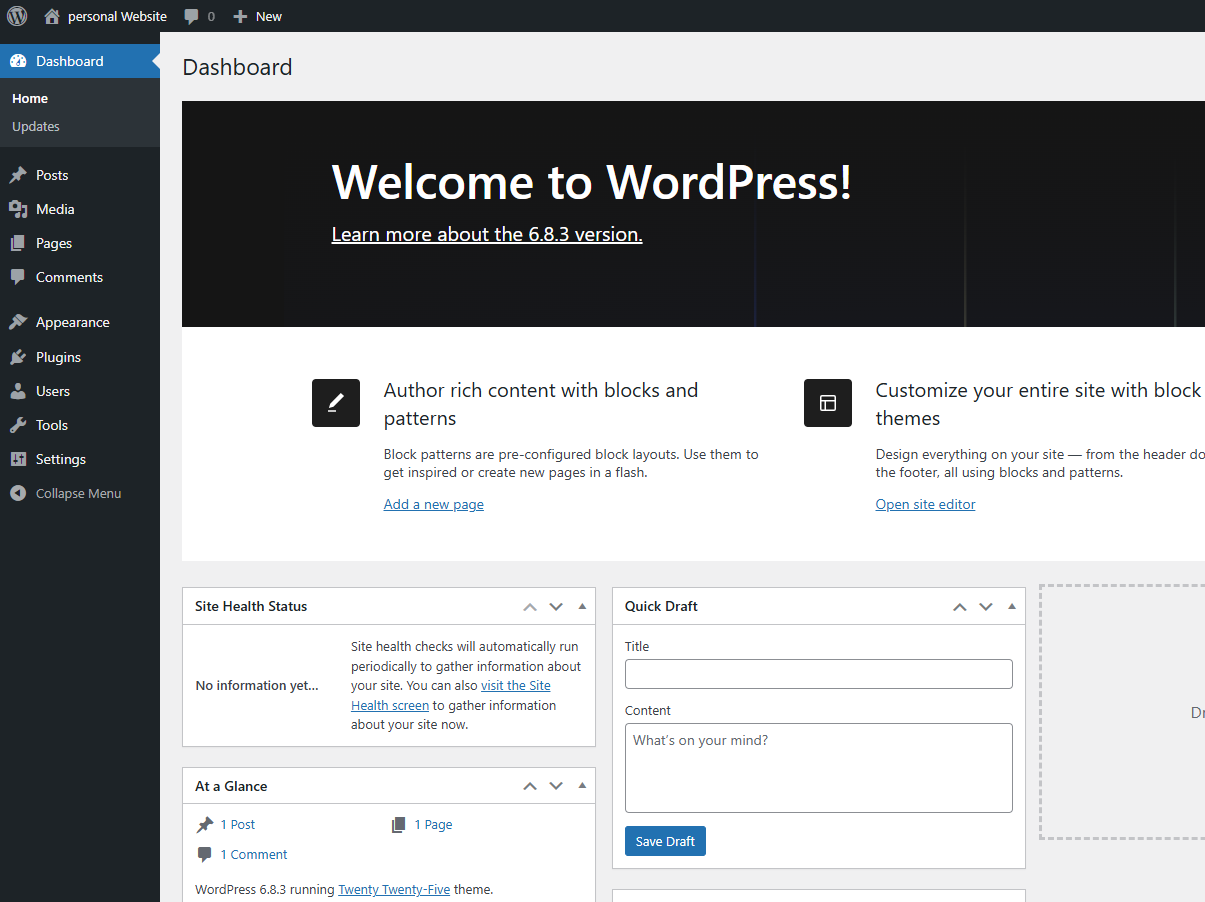 personal Website 0 New
Dashboard
Home
Updates
Posts
Media
Pages
Comments
Appearance
Plugins
Users
Tools
Settings
Collapse Menu
Dashboard
Welcome to WordPress!
Learn more about the 6.8.3 version.
Author rich content with blocks and
patterns
Block patterns are pre-configured block layouts. Use them to
get inspired or create new pages in a flash.
Add a new page
Customize your entire site with block
themes
Design everything on your site — from the header do
the footer, all using blocks and patterns.
Open site editor
Site Health Status
No information yet...
Site health checks will automatically run
periodically to gather information about
your site. You can also visit the Site
Health screen to gather information
about your site now.
At a Glance
1 Post
1 Page
1 Comment
WordPress 6.8.3 running Twenty Twenty-Five theme.
Quick Draft
Title
Content
What's on your mind?
Save Draft